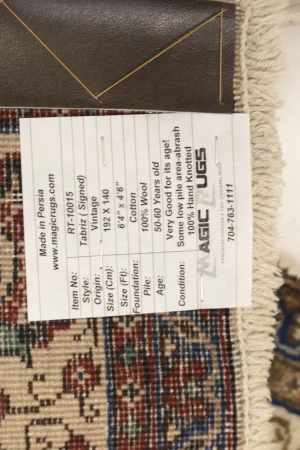 Made in Persia
www.magicrugs.com
Item No: RT-10015
Style: Tabriz ( Signed)
Origin: Vintage
Size (Cm): 192 X 140
Size (Ft): 6'4" x 4'6"
Foundation: Cotton
Pile: 100% Wool
Age: 50-60 Years old
Condition: Very Good for its age!
Some low pile area-abrash
100% Hand Knotted
MAGIC RUGS
704-763-1111